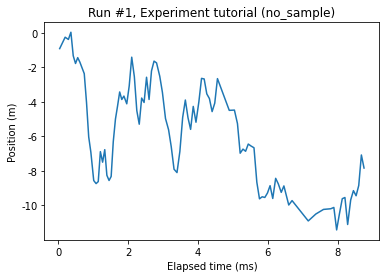 Run #1, Experiment tutorial (no_sample)
Position (m)
0
-2
-4
-6
-8
-10
0 2 4 6 8
Elapsed time (ms)